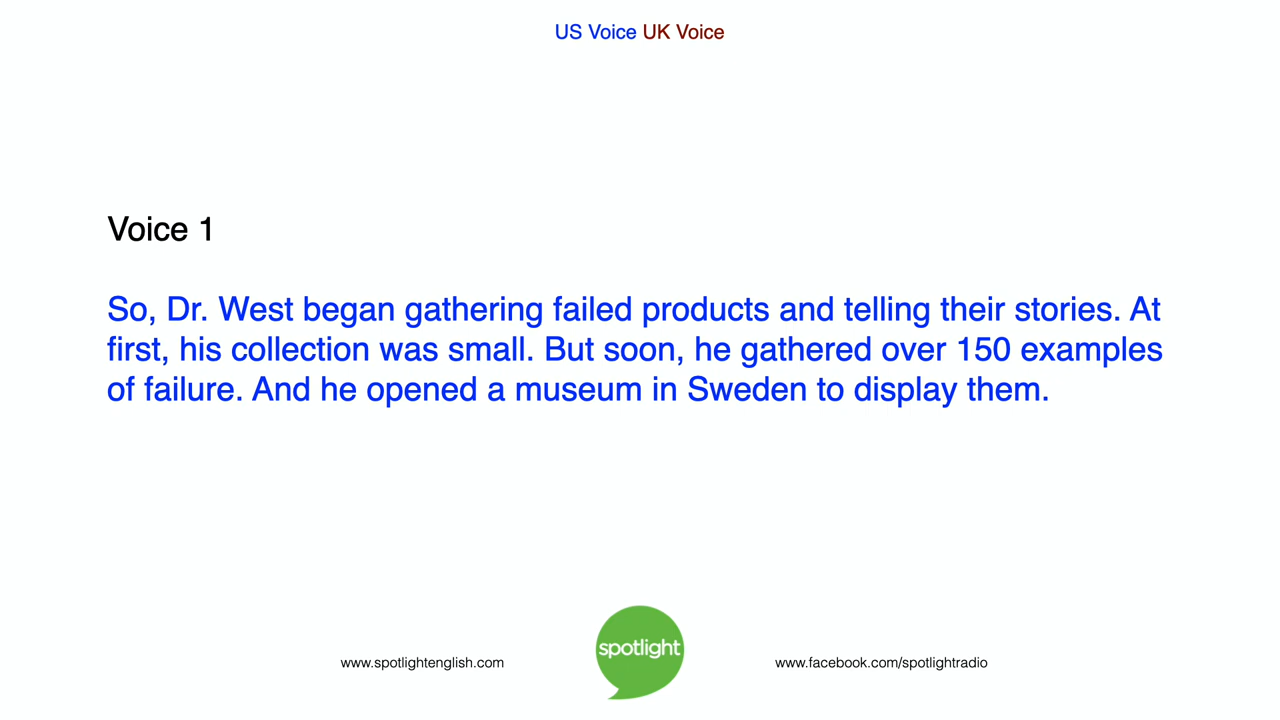 US Voice UK Voice
Voice 1
So, Dr. West began gathering failed products and telling their stories. At
first, his collection was small. But soon, he gathered over 150 examples
of failure. And he opened a museum in Sweden to display them.
www.spotlightenglish.com
spotlight
www.facebook.com/spotlightradio